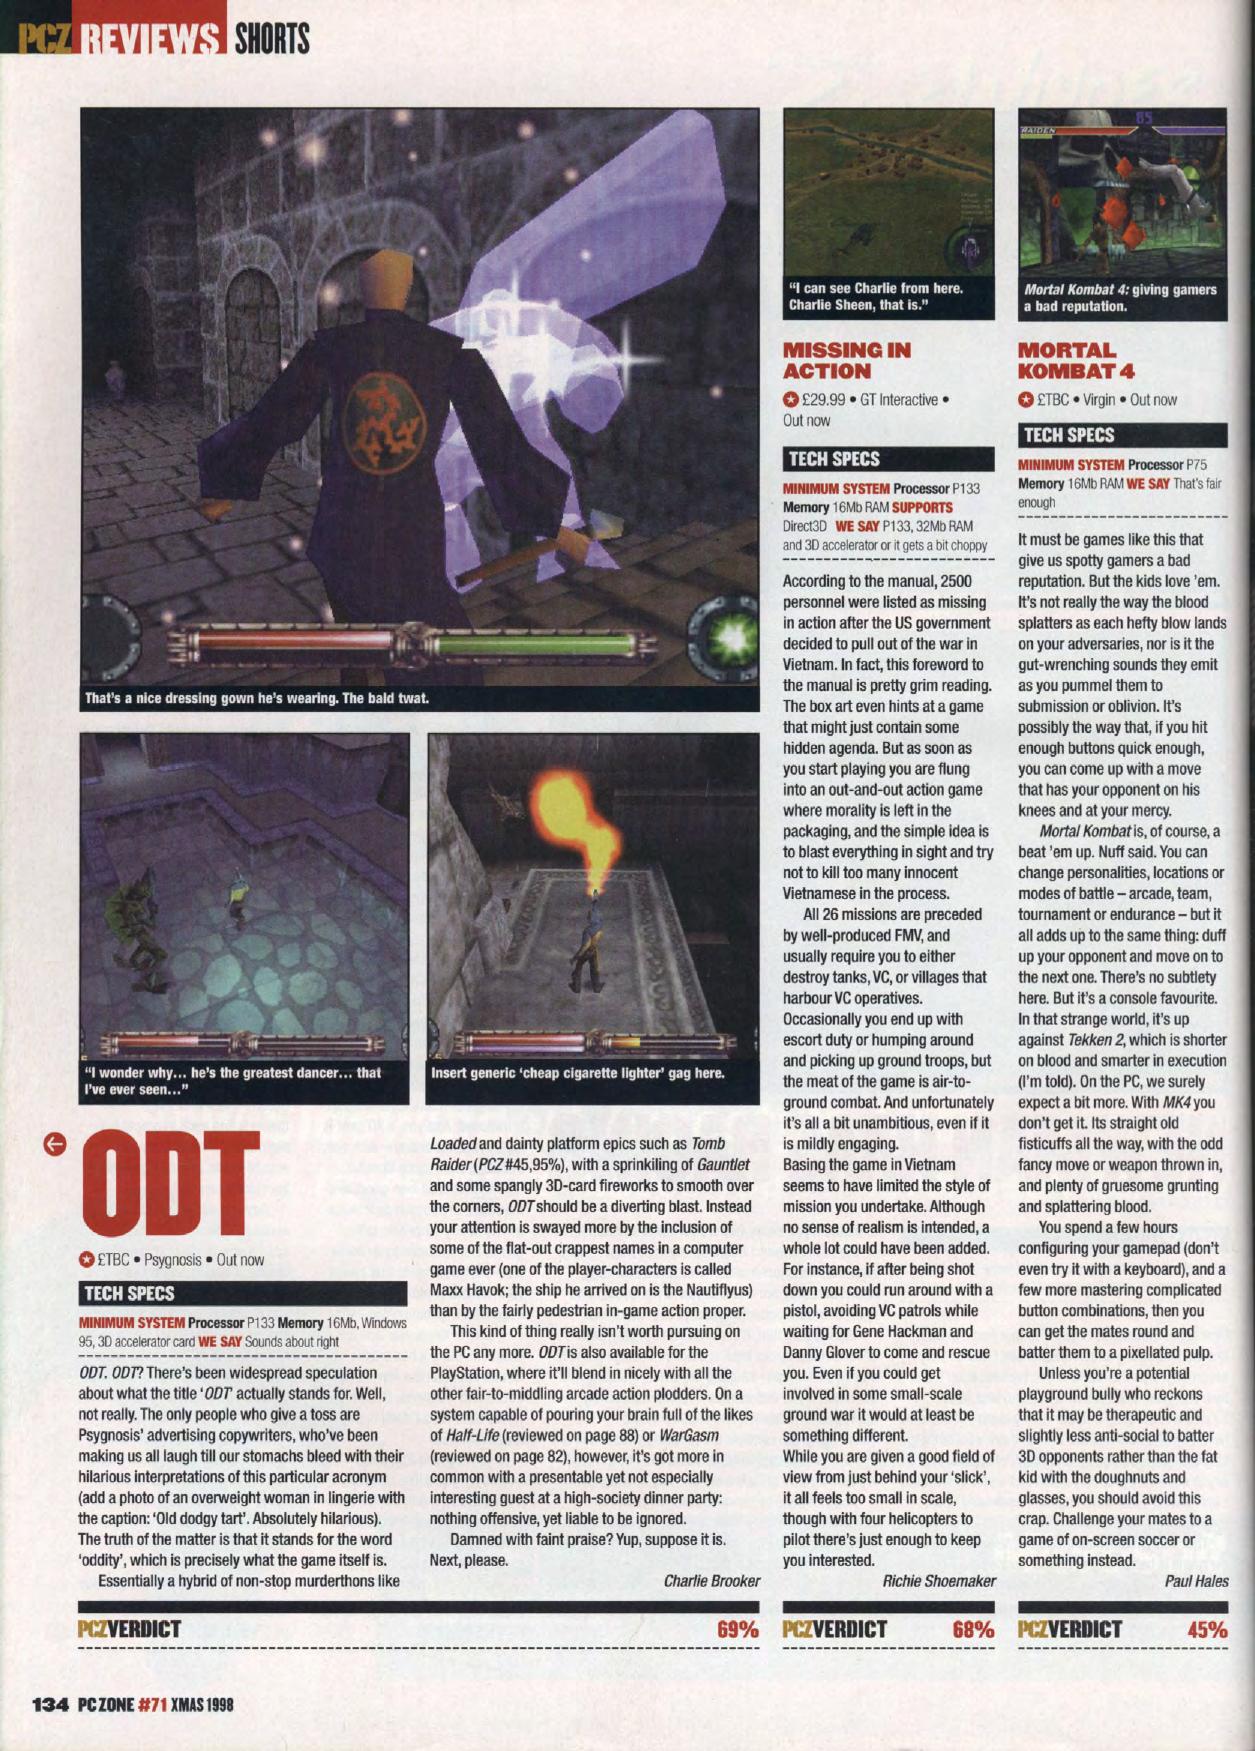 PCZ REVIEWS SHORTS
That's a nice dressing gown he's wearing. The bald twat.
"I wonder why... he's the greatest dancer... that
I've ever seen..."
Insert generic 'cheap cigarette lighter' gag here.
ODT
£TBC • Psygnosis • Out now
TECH SPECS
MINIMUM SYSTEM Processor P133 Memory 16Mb, Windows
95, 3D accelerator card WE SAY Sounds about right
ODT. ODT? There's been widespread speculation
about what the title 'ODT' actually stands for. Well,
not really. The only people who give a toss are
Psygnosis' advertising copywriters, who've been
making us all laugh till our stomachs bleed with their
hilarious interpretations of this particular acronym
(add a photo of an overweight woman in lingerie with
the caption: 'Old dodgy tart'. Absolutely hilarious).
The truth of the matter is that it stands for the word
'oddity', which is precisely what the game itself is.
Essentially a hybrid of non-stop murderthons like
Loaded and dainty platform epics such as Tomb
Raider (PCZ #45,95%), with a sprinkiling of Gauntlet
and some spangly 3D-card fireworks to smooth over
the corners, ODT should be a diverting blast. Instead
your attention is swayed more by the inclusion of
some of the flat-out crappest names in a computer
game ever (one of the player-characters is called
Maxx Havok; the ship he arrived on is the Nautiflyus)
than by the fairly pedestrian in-game action proper.
This kind of thing really isn't worth pursuing on
the PC any more. ODT is also available for the
PlayStation, where it'll blend in nicely with all the
other fair-to-middling arcade action plodders. On a
system capable of pouring your brain full of the likes
of Half-Life (reviewed on page 88) or WarGasm
(reviewed on page 82), however, it's got more in
common with a presentable yet not especially
interesting guest at a high-society dinner party:
nothing offensive, yet liable to be ignored.
Damned with faint praise? Yup, suppose it is.
Next, please.
Charlie Brooker
PCZVERDICT 69%
"I can see Charlie from here.
Charlie Sheen, that is."
MISSING IN
ACTION
£29.99 • GT Interactive •
Out now
TECH SPECS
MINIMUM SYSTEM Processor P133
Memory 16Mb RAM SUPPORTS
Direct3D WE SAY P133, 32Mb RAM
and 3D accelerator or it gets a bit choppy
According to the manual, 2500
personnel were listed as missing
in action after the US government
decided to pull out of the war in
Vietnam. In fact, this foreword to
the manual is pretty grim reading.
The box art even hints at a game
that might just contain some
hidden agenda. But as soon as
you start playing you are flung
into an out-and-out action game
where morality is left in the
packaging, and the simple idea is
to blast everything in sight and try
not to kill too many innocent
Vietnamese in the process.
All 26 missions are preceded
by well-produced FMV, and
usually require you to either
destroy tanks, VC, or villages that
harbour VC operatives.
Occasionally you end up with
escort duty or humping around
and picking up ground troops, but
the meat of the game is air-to-
ground combat. And unfortunately
it's all a bit unambitious, even if it
is mildly engaging.
Basing the game in Vietnam
seems to have limited the style of
mission you undertake. Although
no sense of realism is intended, a
whole lot could have been added.
For instance, if after being shot
down you could run around with a
pistol, avoiding VC patrols while
waiting for Gene Hackman and
Danny Glover to come and rescue
you. Even if you could get
involved in some small-scale
ground war it would at least be
something different.
While you are given a good field of
view from just behind your 'slick',
it all feels too small in scale,
though with four helicopters to
pilot there's just enough to keep
you interested.
Richie Shoemaker
PCZVERDICT 68%
RAIDEN
85
Mortal Kombat 4: giving gamers
a bad reputation.
MORTAL
KOMBAT 4
£TBC • Virgin • Out now
TECH SPECS
MINIMUM SYSTEM Processor P75
Memory 16Mb RAM WE SAY That's fair
enough
It must be games like this that
give us spotty gamers a bad
reputation. But the kids love 'em.
It's not really the way the blood
splatters as each hefty blow lands
on your adversaries, nor is it the
gut-wrenching sounds they emit
as you pummel them to
submission or oblivion. It's
possibly the way that, if you hit
enough buttons quick enough,
you can come up with a move
that has your opponent on his
knees and at your mercy.
Mortal Kombat is, of course, a
beat 'em up. Nuff said. You can
change personalities, locations or
modes of battle – arcade, team,
tournament or endurance – but it
all adds up to the same thing: duff
up your opponent and move on to
the next one. There's no subtlety
here. But it's a console favourite.
In that strange world, it's up
against Tekken 2, which is shorter
on blood and smarter in execution
(I'm told). On the PC, we surely
expect a bit more. With MK4 you
don't get it. Its straight old
fisticuffs all the way, with the odd
fancy move or weapon thrown in,
and plenty of gruesome grunting
and splattering blood.
You spend a few hours
configuring your gamepad (don't
even try it with a keyboard), and a
few more mastering complicated
button combinations, then you
can get the mates round and
batter them to a pixellated pulp.
Unless you're a potential
playground bully who reckons
that it may be therapeutic and
slightly less anti-social to batter
3D opponents rather than the fat
kid with the doughnuts and
glasses, you should avoid this
crap. Challenge your mates to a
game of on-screen soccer or
something instead.
Paul Hales
PCZVERDICT 45%
134 PC ZONE #71 XMAS 1998